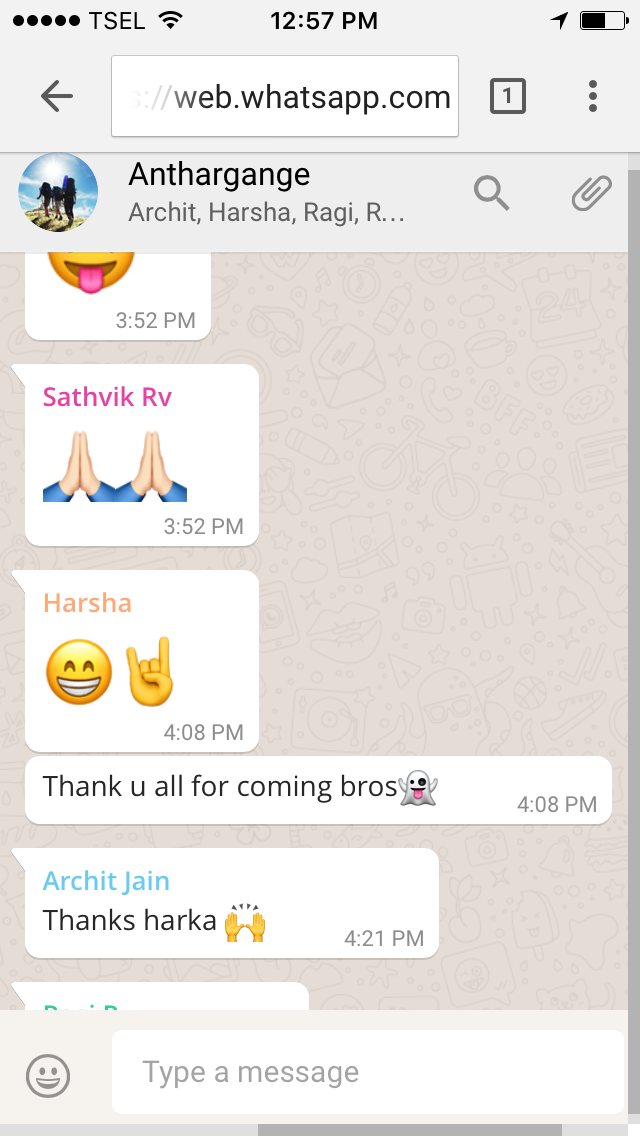 TSEL 12:57 PM
s://web.whatsapp.com 1
Anthargange
Archit, Harsha, Ragi, R...
3:52 PM
Sathvik Rv
3:52 PM
Harsha
4:08 PM
Thank u all for coming bros
4:08 PM
Archit Jain
Thanks harka
4:21 PM
Type a message